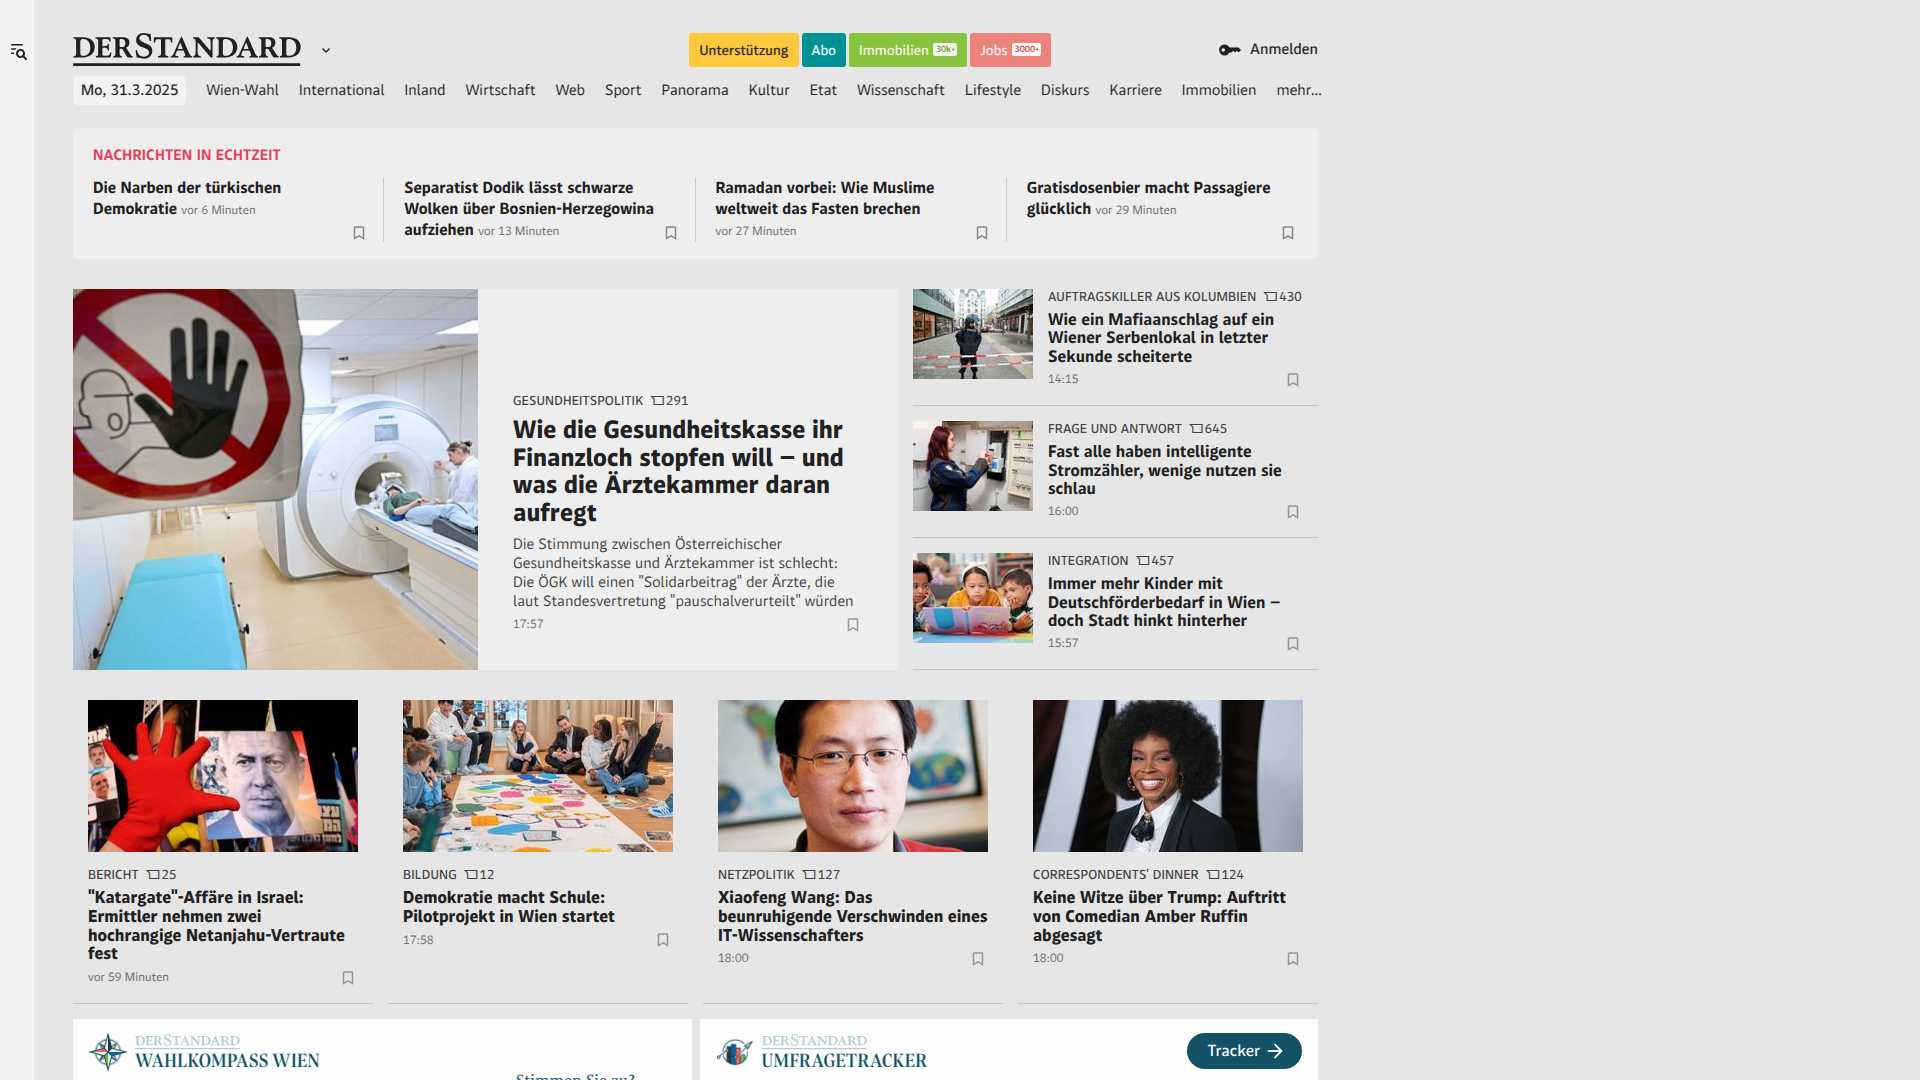 DERSTANDARD
Unterstützung
Abo
Immobilien 30k+
Jobs 3000+
Anmelden
Mo, 31.3.2025
Wien-Wahl
International
Inland
Wirtschaft
Web
Sport
Panorama
Kultur
Etat
Wissenschaft
Lifestyle
Diskurs
Karriere
Immobilien
mehr...
NACHRICHTEN IN ECHTZEIT
Die Narben der türkischen
Demokratie vor 6 Minuten
Separatist Dodik lässt schwarze
Wolken über Bosnien-Herzegowina
aufziehen vor 13 Minuten
Ramadan vorbei: Wie Muslime
weltweit das Fasten brechen
vor 27 Minuten
Gratisdosenbier macht Passagiere
glücklich vor 29 Minuten
GESUNDHEITSPOLITIK 291
Wie die Gesundheitskasse ihr
Finanzloch stopfen will – und
was die Ärztekammer daran
aufregt
Die Stimmung zwischen Österreichischer
Gesundheitskasse und Ärztekammer ist schlecht:
Die ÖGK will einen "Solidarbeitrag" der Ärzte, die
laut Standesvertretung "pauschalverurteilt" würden
17:57
AUFTRAGSKILLER AUS KOLUMBIEN 430
Wie ein Mafiaanschlag auf ein
Wiener Serbenlokal in letzter
Sekunde scheiterte
14:15
FRAGE UND ANTWORT 645
Fast alle haben intelligente
Stromzähler, wenige nutzen sie
schlau
16:00
INTEGRATION 457
Immer mehr Kinder mit
Deutschförderbedarf in Wien –
doch Stadt hinkt hinterher
15:57
BERICHT 25
"Katargate"-Affäre in Israel:
Ermittler nehmen zwei
hochrangige Netanjahu-Vertraute
fest
vor 59 Minuten
BILDUNG 12
Demokratie macht Schule:
Pilotprojekt in Wien startet
17:58
NETZPOLITIK 127
Xiaofeng Wang: Das
beunruhigende Verschwinden eines
IT-Wissenschafters
18:00
CORRESPONDENTS' DINNER 124
Keine Witze über Trump: Auftritt
von Comedian Amber Ruffin
abgesagt
18:00
DERSTANDARD
WAHLKOMPASS WIEN
Stimmen Sie zu?
DERSTANDARD
UMFRAGETRACKER
Tracker